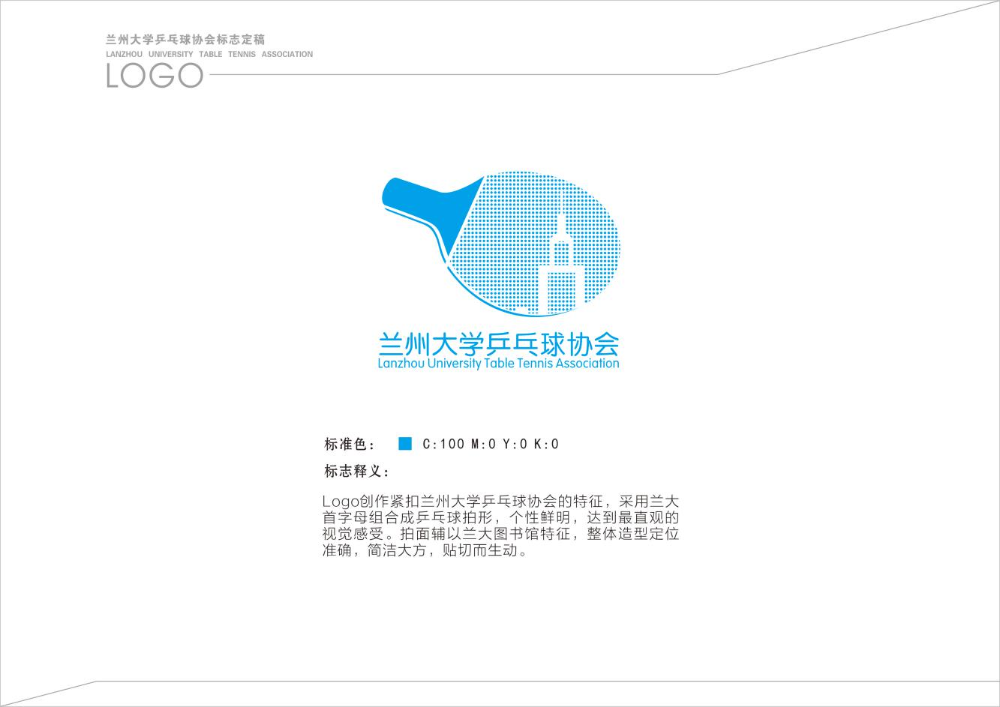 兰州大学乒乓球协会标志定稿
LANZHOU UNIVERSITY TABLE TENNIS ASSOCIATION
LOGO
兰州大学乒乓球协会
Lanzhou University Table Tennis Association
标准色： C:100 M:0 Y:0 K:0
标志释义：
Logo创作紧扣兰州大学乒乓球协会的特征，采用兰大
首字母组合成乒乓球拍形，个性鲜明，达到最直观的
视觉感受。拍面辅以兰大图书馆特征，整体造型定位
准确，简洁大方，贴切而生动。